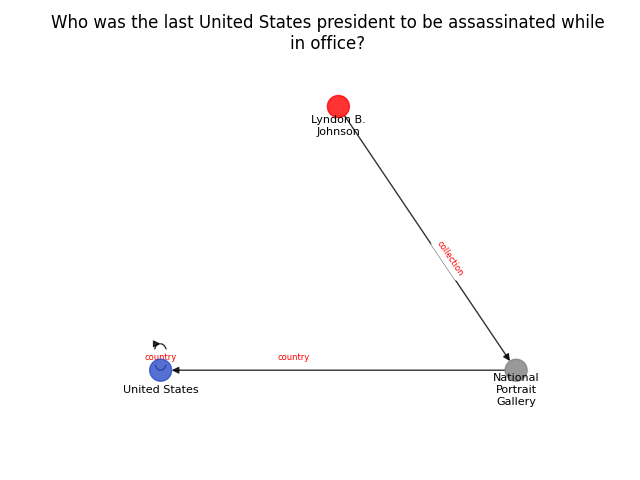 Who was the last United States president to be assassinated while
in office?
Lyndon B.
Johnson
collection
country
country
United States
National
Portrait
Gallery